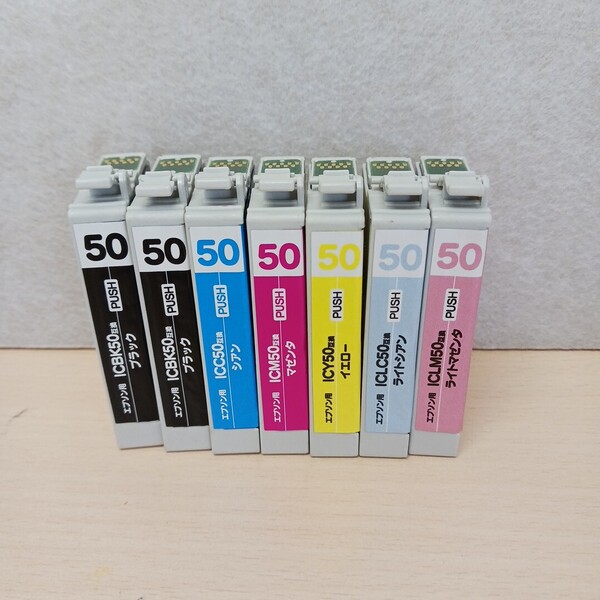 50
PUSH
エプソン用 ICBK50互換
ブラック
50
PUSH
エプソン用 ICBK50互換
ブラック
50
PUSH
エプソン用 ICC50互換
シアン
50
PUSH
エプソン用 ICM50互換
マゼンタ
50
PUSH
エプソン用 ICY50互換
イエロー
50
PUSH
エプソン用 ICLC50互換
ライトシアン
50
PUSH
エプソン用 ICLM50互換
ライトマゼンタ